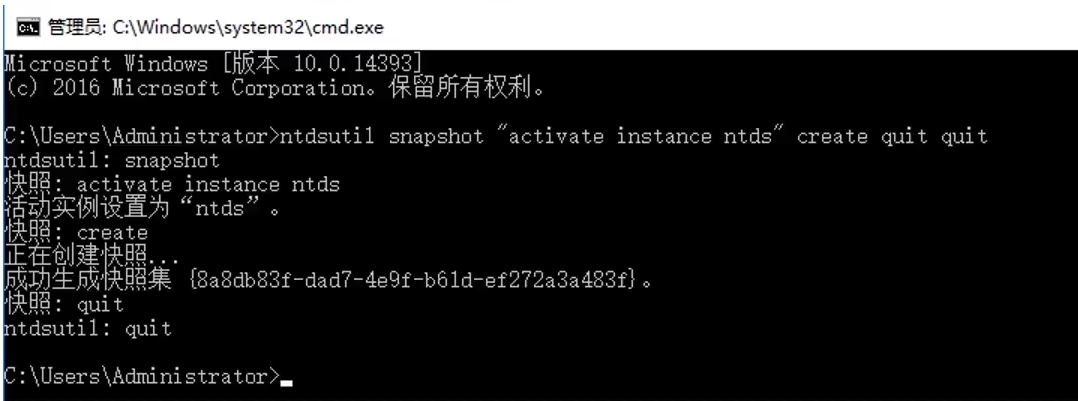 管理员: C:\Windows\system32\cmd.exe
Microsoft Windows [版本 10.0.14393]
(c) 2016 Microsoft Corporation。保留所有权利。
C:\Users\Administrator>ntdsutil snapshot "activate instance ntds" create quit quit
ntdsutil: snapshot
快照: activate instance ntds
活动实例设置为“ntds”。
快照: create
正在创建快照...
成功生成快照集 {8a8db83f-dad7-4e9f-b61d-ef272a3a483f}。
快照: quit
ntdsutil: quit
C:\Users\Administrator>